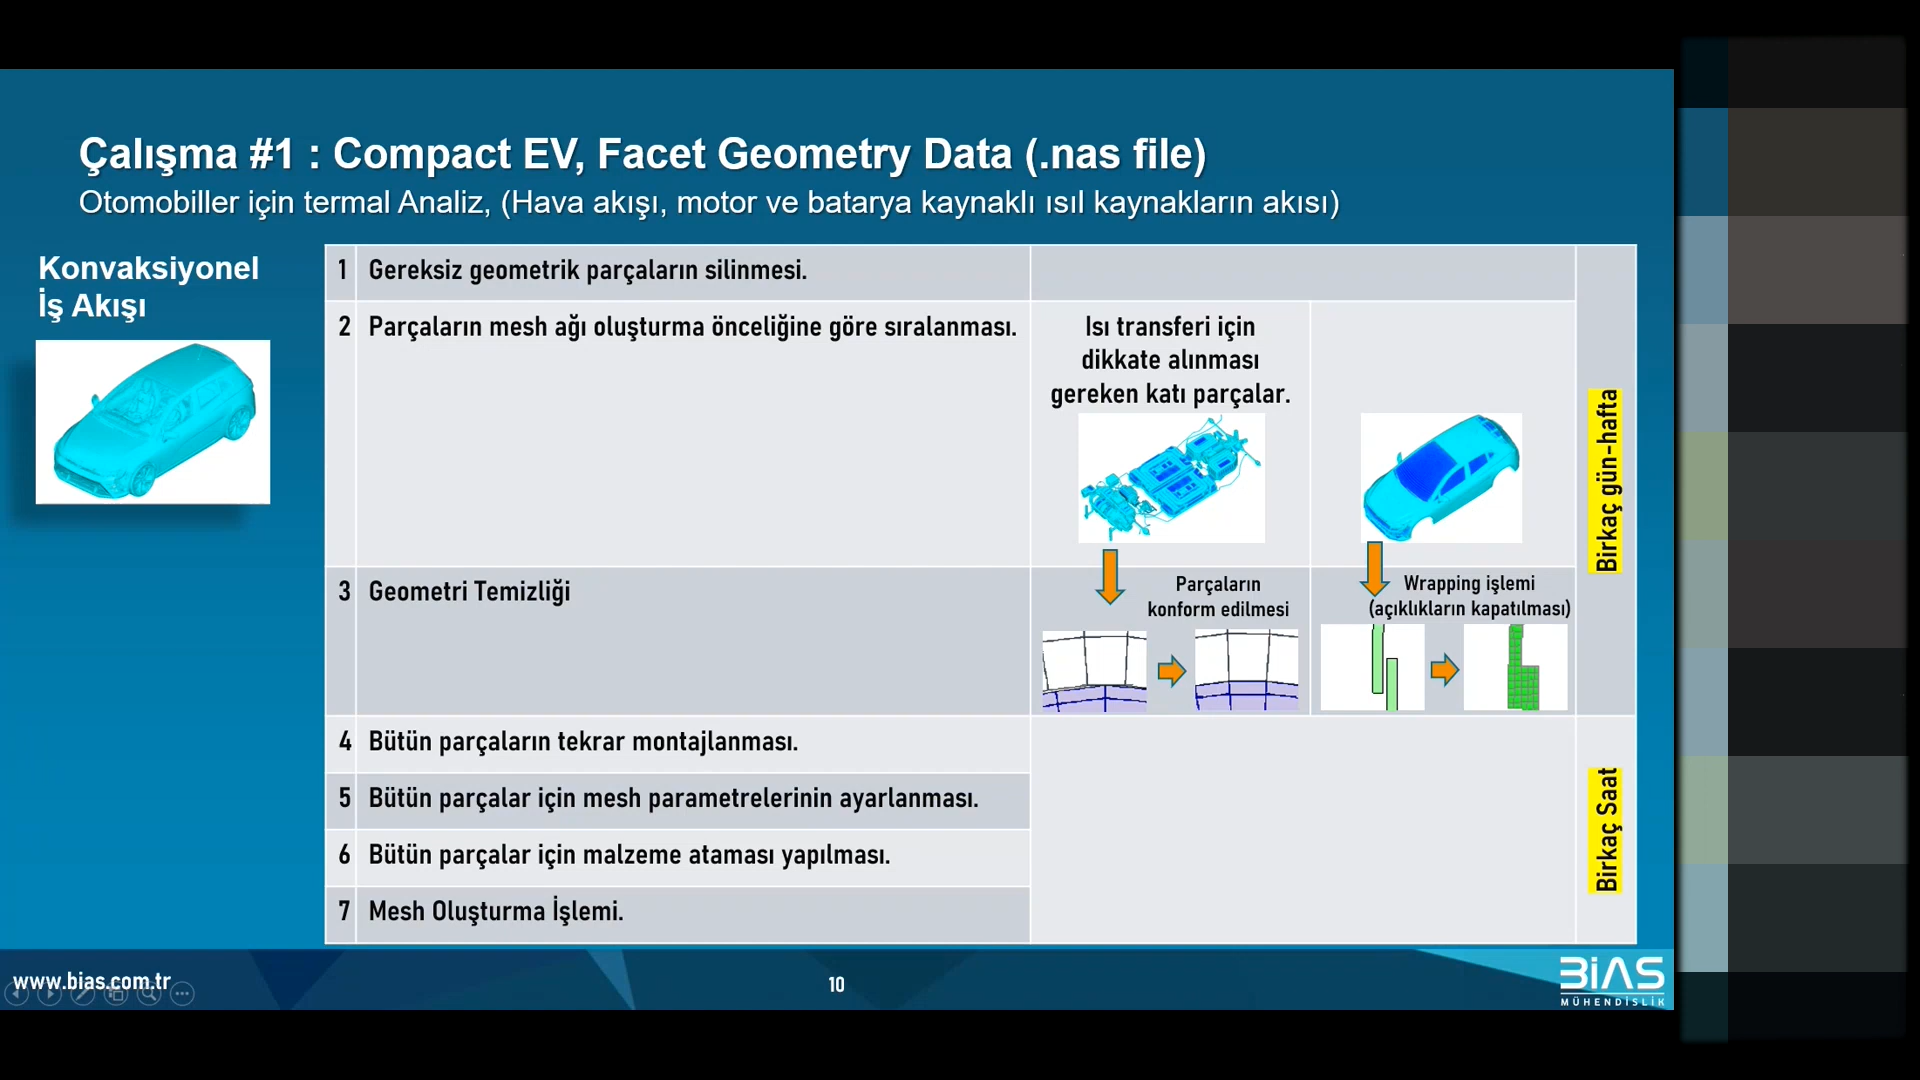 Çalışma #1 : Compact EV, Facet Geometry Data (.nas file)
Otomobiller için termal Analiz, (Hava akışı, motor ve batarya kaynaklı ısıl kaynakların akısı)
Konvaksiyonel
İş Akışı
1 Gereksiz geometrik parçaların silinmesi.
2 Parçaların mesh ağı oluşturma önceliğine göre sıralanması.
Isı transferi için
dikkate alınması
gereken katı parçalar.
3 Geometri Temizliği
Parçaların
konform edilmesi
Wrapping işlemi
(açıklıkların kapatılması)
Birkaç gün-hafta
4 Bütün parçaların tekrar montajlanması.
5 Bütün parçalar için mesh parametrelerinin ayarlanması.
6 Bütün parçalar için malzeme ataması yapılması.
7 Mesh Oluşturma İşlemi.
Birkaç Saat
www.bias.com.tr
10
BİAS
MÜHENDİSLİK